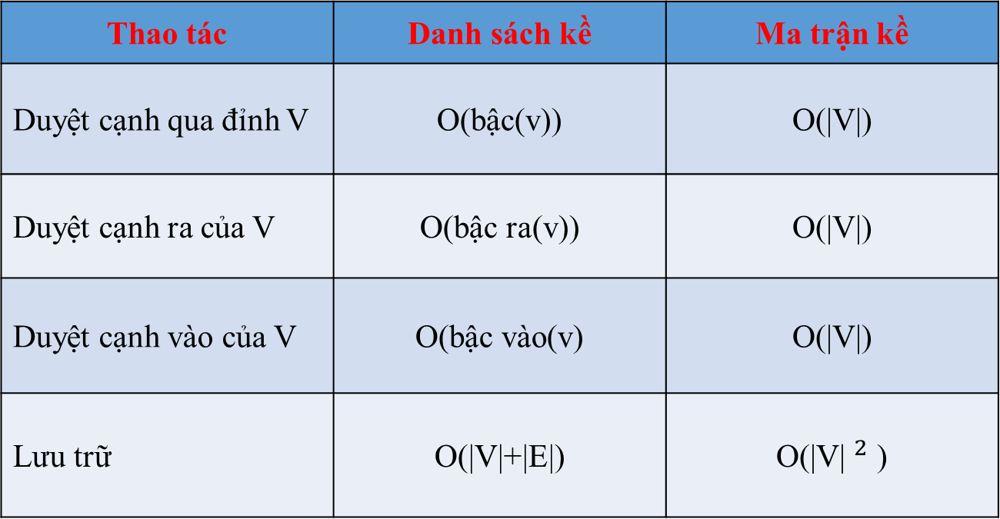 Thao tác Danh sách kề Ma trận kề
Duyệt cạnh qua đỉnh V O(bậc(v)) O(|V|)
Duyệt cạnh ra của V O(bậc ra(v)) O(|V|)
Duyệt cạnh vào của V O(bậc vào(v) O(|V|)
Lưu trữ O(|V|+|E|) O(|V| ² )